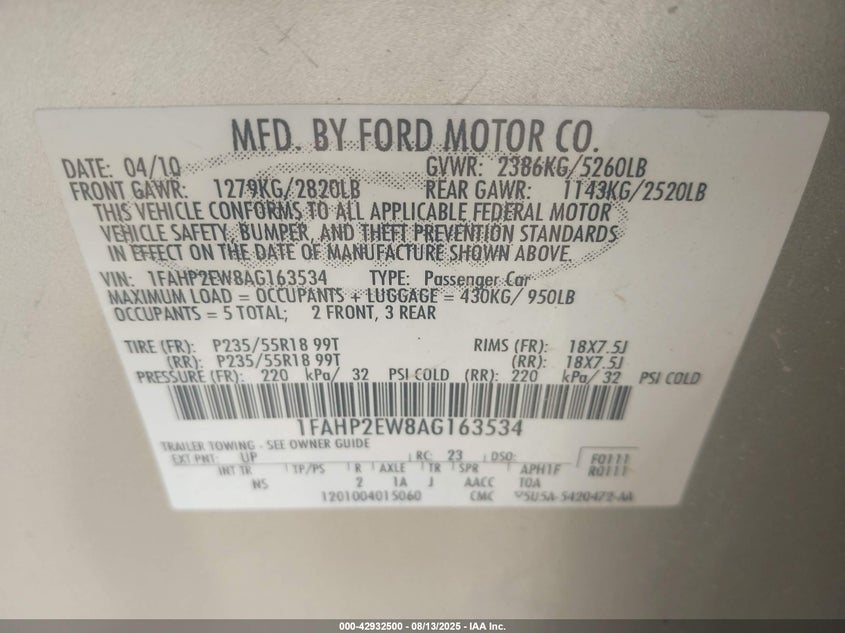 MFD. BY FORD MOTOR CO.
DATE: 04/10 GVWR: 2386KG/5260LB
FRONT GAWR: 1279KG/2820LB REAR GAWR: 1143KG/2520LB
THIS VEHICLE CONFORMS TO ALL APPLICABLE FEDERAL MOTOR
VEHICLE SAFETY, BUMPER, AND THEFT PREVENTION STANDARDS
IN EFFECT ON THE DATE OF MANUFACTURE SHOWN ABOVE.
VIN: 1FAHP2EW8AG163534 TYPE: Passenger Car
MAXIMUM LOAD = OCCUPANTS + LUGGAGE = 430KG/ 950LB
OCCUPANTS = 5 TOTAL; 2 FRONT, 3 REAR
TIRE (FR): P235/55R18 99T RIMS (FR): 18X7.5J
(RR): P235/55R18 99T (RR): 18X7.5J
PRESSURE (FR): 220 kPa/ 32 PSI COLD (RR): 220 kPa/ 32 PSI COLD
1FAHP2EW8AG163534
TRAILER TOWING - SEE OWNER GUIDE
EXT PNT: UP RC: 23 DSO: F0111
INT TR TP/PS R AXLE TR SPR APH1F R0111
NS 2 1A J AACC TOA
1201004015060 CMC 5U5A-5420472-AA
000-42932500 - 08/13/2025 - IAA Inc.